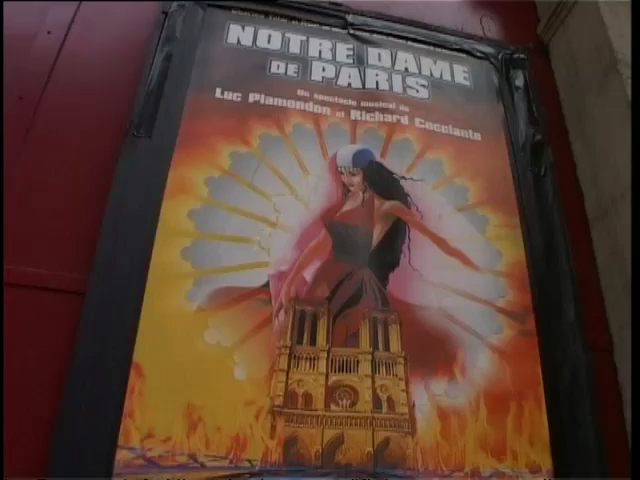 NOTRE DAME
DE PARIS
Un spectacle musical de
Luc Plamondon et Richard Cocciante